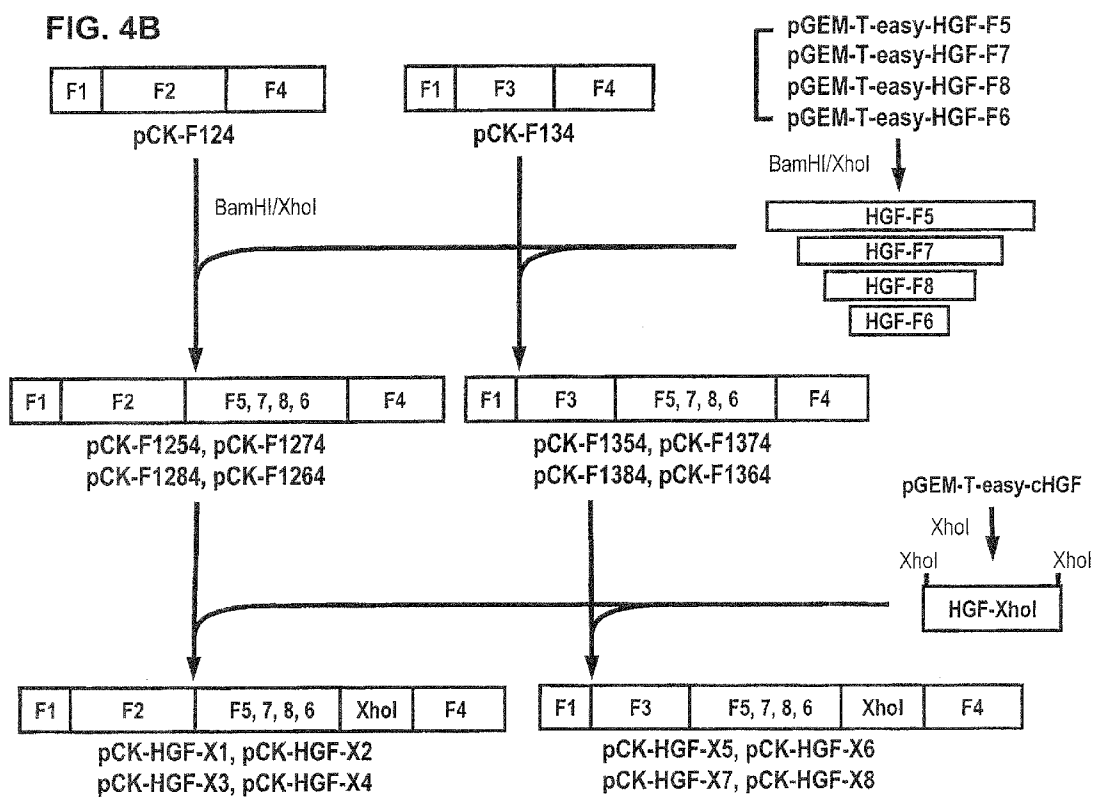 FIG. 4B
F1 F2 F4
pCK-F124
F1 F3 F4
pCK-F134
pGEM-T-easy-HGF-F5
pGEM-T-easy-HGF-F7
pGEM-T-easy-HGF-F8
pGEM-T-easy-HGF-F6
BamHI/XhoI
HGF-F5
HGF-F7
HGF-F8
HGF-F6
BamHI/XhoI
F1 F2 F5, 7, 8, 6 F4
pCK-F1254, pCK-F1274
pCK-F1284, pCK-F1264
F1 F3 F5, 7, 8, 6 F4
pCK-F1354, pCK-F1374
pCK-F1384, pCK-F1364
pGEM-T-easy-cHGF
XhoI
XhoI XhoI
HGF-XhoI
F1 F2 F5, 7, 8, 6 XhoI F4
pCK-HGF-X1, pCK-HGF-X2
pCK-HGF-X3, pCK-HGF-X4
F1 F3 F5, 7, 8, 6 XhoI F4
pCK-HGF-X5, pCK-HGF-X6
pCK-HGF-X7, pCK-HGF-X8